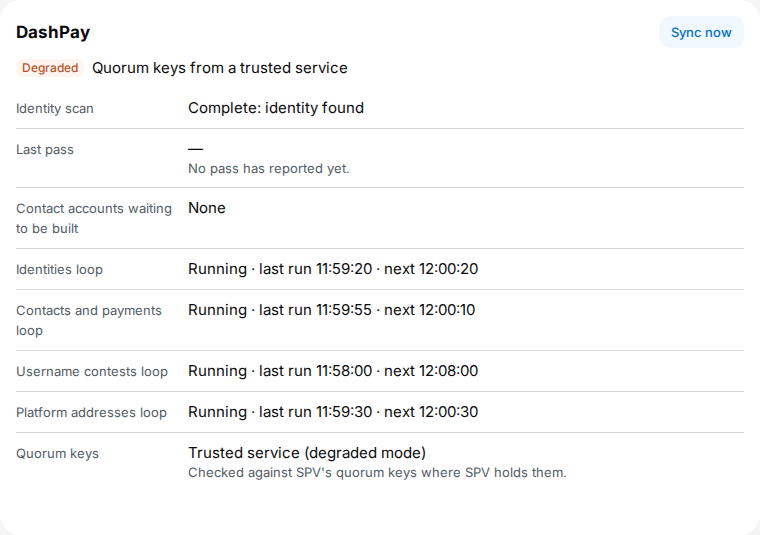 DashPay
Sync now
Degraded Quorum keys from a trusted service
Identity scan Complete: identity found
Last pass —
No pass has reported yet.
Contact accounts waiting None
to be built
Identities loop Running · last run 11:59:20 · next 12:00:20
Contacts and payments Running · last run 11:59:55 · next 12:00:10
loop
Username contests loop Running · last run 11:58:00 · next 12:08:00
Platform addresses loop Running · last run 11:59:30 · next 12:00:30
Quorum keys Trusted service (degraded mode)
Checked against SPV's quorum keys where SPV holds them.